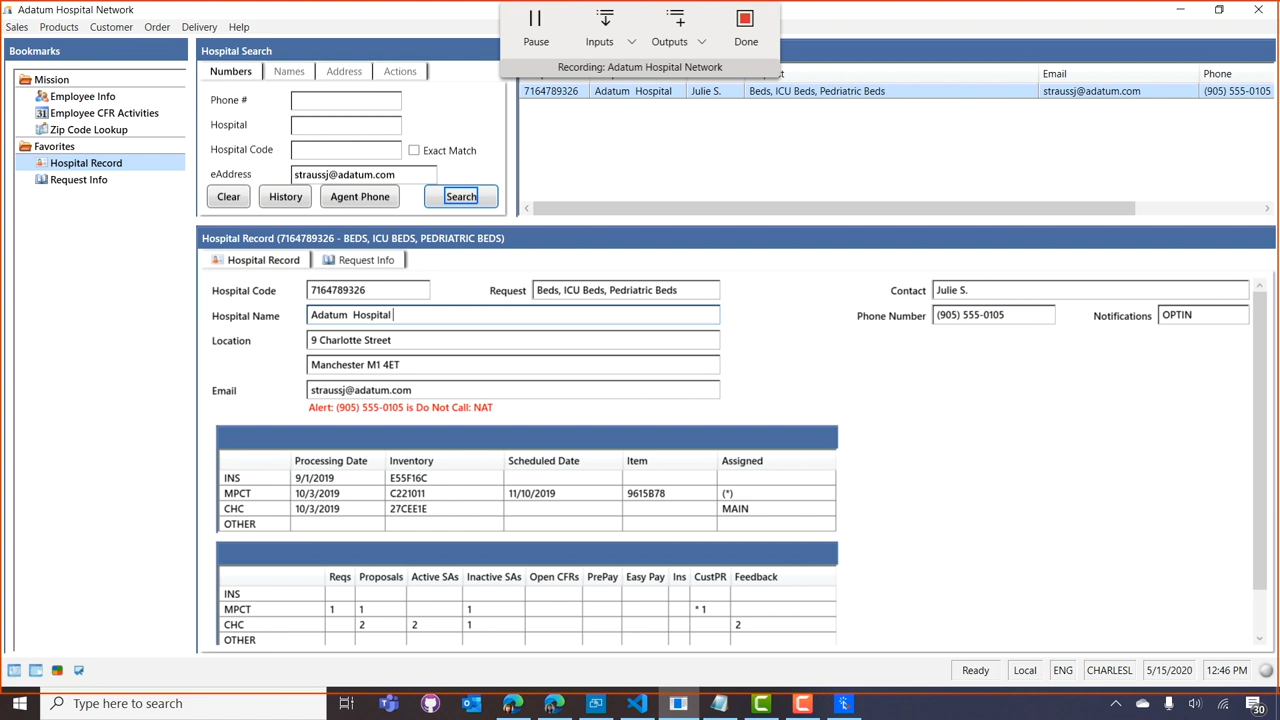 Adatum Hospital Network
Sales Products Customer Order Delivery Help
Pause Inputs Outputs Done
Recording: Adatum Hospital Network
Bookmarks
Mission
Employee Info
Employee CFR Activities
Zip Code Lookup
Favorites
Hospital Record
Request Info
Hospital Search
Numbers Names Address Actions
Phone #
Hospital
Hospital Code Exact Match
eAddress straussj@adatum.com
Clear History Agent Phone Search
Email Phone
7164789326 Adatum Hospital Julie S. Beds, ICU Beds, Pediatric Beds straussj@adatum.com (905) 555-0105
Hospital Record (7164789326 - BEDS, ICU BEDS, PEDRIATRIC BEDS)
Hospital Record Request Info
Hospital Code 7164789326 Request Beds, ICU Beds, Pedriatric Beds Contact Julie S.
Hospital Name Adatum Hospital Phone Number (905) 555-0105 Notifications OPTIN
Location 9 Charlotte Street
Manchester M1 4ET
Email straussj@adatum.com
Alert: (905) 555-0105 is Do Not Call: NAT
Processing Date Inventory Scheduled Date Item Assigned
INS 9/1/2019 E55F16C
MPCT 10/3/2019 C221011 11/10/2019 9615B78 (*)
CHC 10/3/2019 27CEE1E MAIN
OTHER
Reqs Proposals Active SAs Inactive SAs Open CFRs PrePay Easy Pay Ins CustPR Feedback
INS
MPCT 1 1 1 * 1
CHC 2 2 1 2
OTHER
Ready Local ENG CHARLESL 5/15/2020 12:46 PM
Type here to search
30